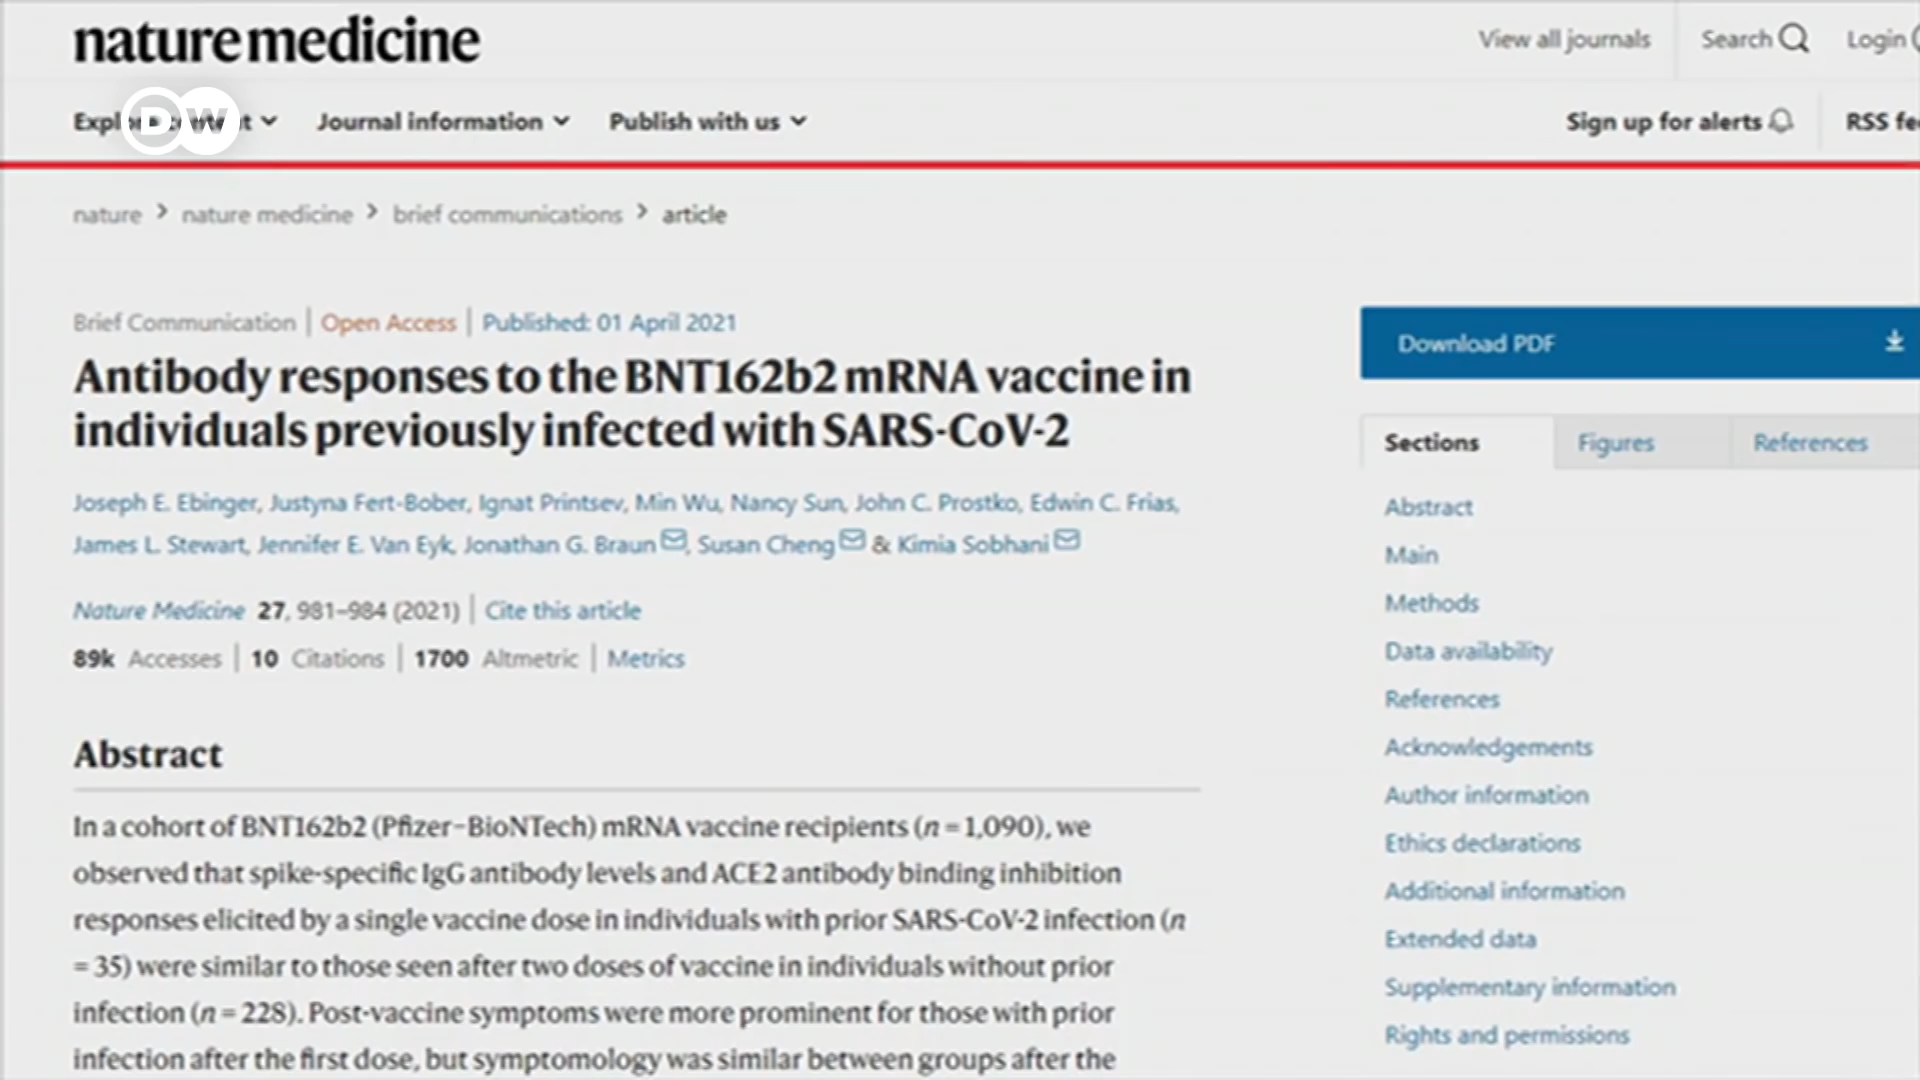 nature medicine
View all journals
Search
Login
DW
Journal information
Publish with us
Sign up for alerts
RSS
nature > nature medicine > brief communications > article
Brief Communication | Open Access | Published: 01 April 2021
Antibody responses to the BNT162b2 mRNA vaccine in
individuals previously infected with SARS-CoV-2
Joseph E. Ebinger, Justyna Fert-Bober, Ignat Printsev, Min Wu, Nancy Sun, John C. Prostko, Edwin C. Frias,
James L. Stewart, Jennifer E. Van Eyk, Jonathan G. Braun, Susan Cheng & Kimia Sobhani
Nature Medicine 27, 981–984 (2021) | Cite this article
89k Accesses | 10 Citations | 1700 Altmetric | Metrics
Abstract
In a cohort of BNT162b2 (Pfizer–BioNTech) mRNA vaccine recipients (n = 1,090), we
observed that spike-specific IgG antibody levels and ACE2 antibody binding inhibition
responses elicited by a single vaccine dose in individuals with prior SARS-CoV-2 infection (n
= 35) were similar to those seen after two doses of vaccine in individuals without prior
infection (n = 228). Post-vaccine symptoms were more prominent for those with prior
infection after the first dose, but symptomology was similar between groups after the
Download PDF
Sections
Figures
References
Abstract
Main
Methods
Data availability
References
Acknowledgements
Author information
Ethics declarations
Additional information
Extended data
Supplementary information
Rights and permissions